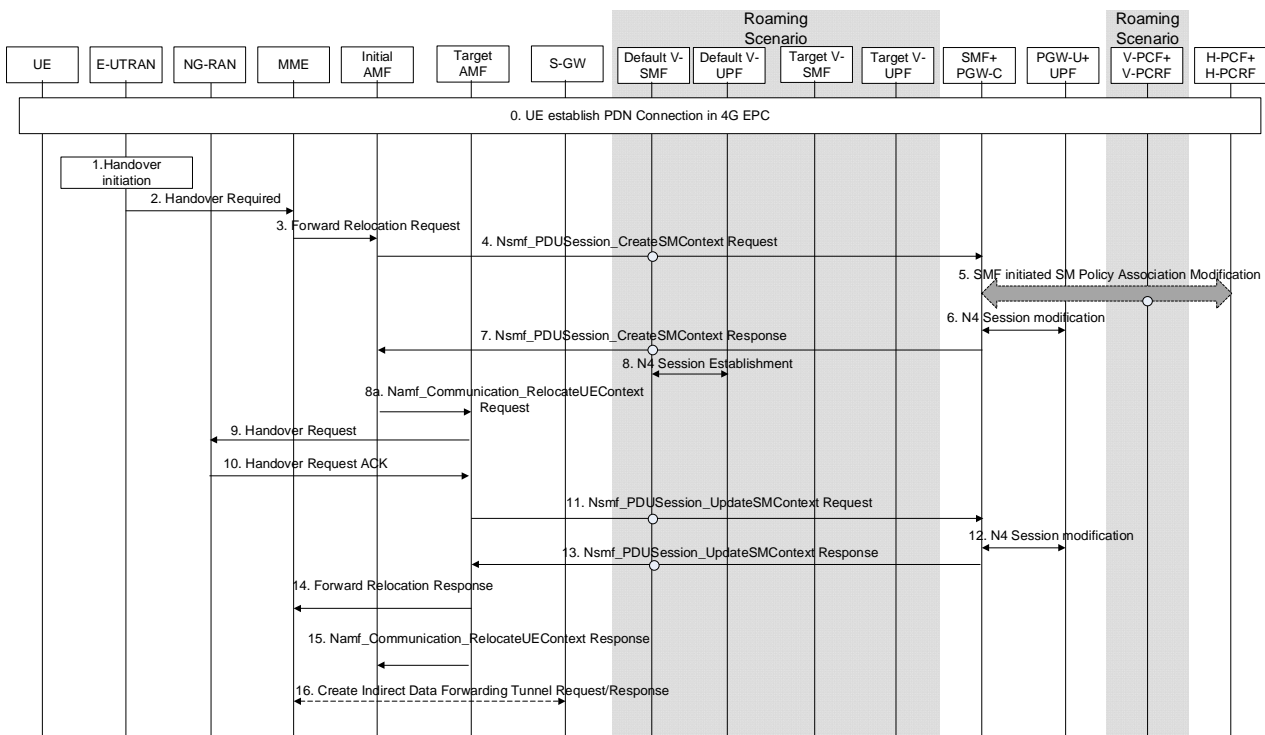 Roaming
Scenario
Roaming
Scenario
UE
E-UTRAN
NG-RAN
MME
Initial
AMF
Target
AMF
S-GW
Default V-
SMF
Default V-
UPF
Target V-
SMF
Target V-
UPF
SMF+
PGW-C
PGW-U+
UPF
V-PCF+
V-PCRF
H-PCF+
H-PCRF
0. UE establish PDN Connection in 4G EPC
1.Handover
initiation
2. Handover Required
3. Forward Relocation Request
4. Nsmf_PDUSession_CreateSMContext Request
5. SMF initiated SM Policy Association Modification
6. N4 Session modification
7. Nsmf_PDUSession_CreateSMContext Response
8. N4 Session Establishment
8a. Namf_Communication_RelocateUEContext
Request
9. Handover Request
10. Handover Request ACK
11. Nsmf_PDUSession_UpdateSMContext Request
12. N4 Session modification
13. Nsmf_PDUSession_UpdateSMContext Response
14. Forward Relocation Response
15. Namf_Communication_RelocateUEContext Response
16. Create Indirect Data Forwarding Tunnel Request/Response